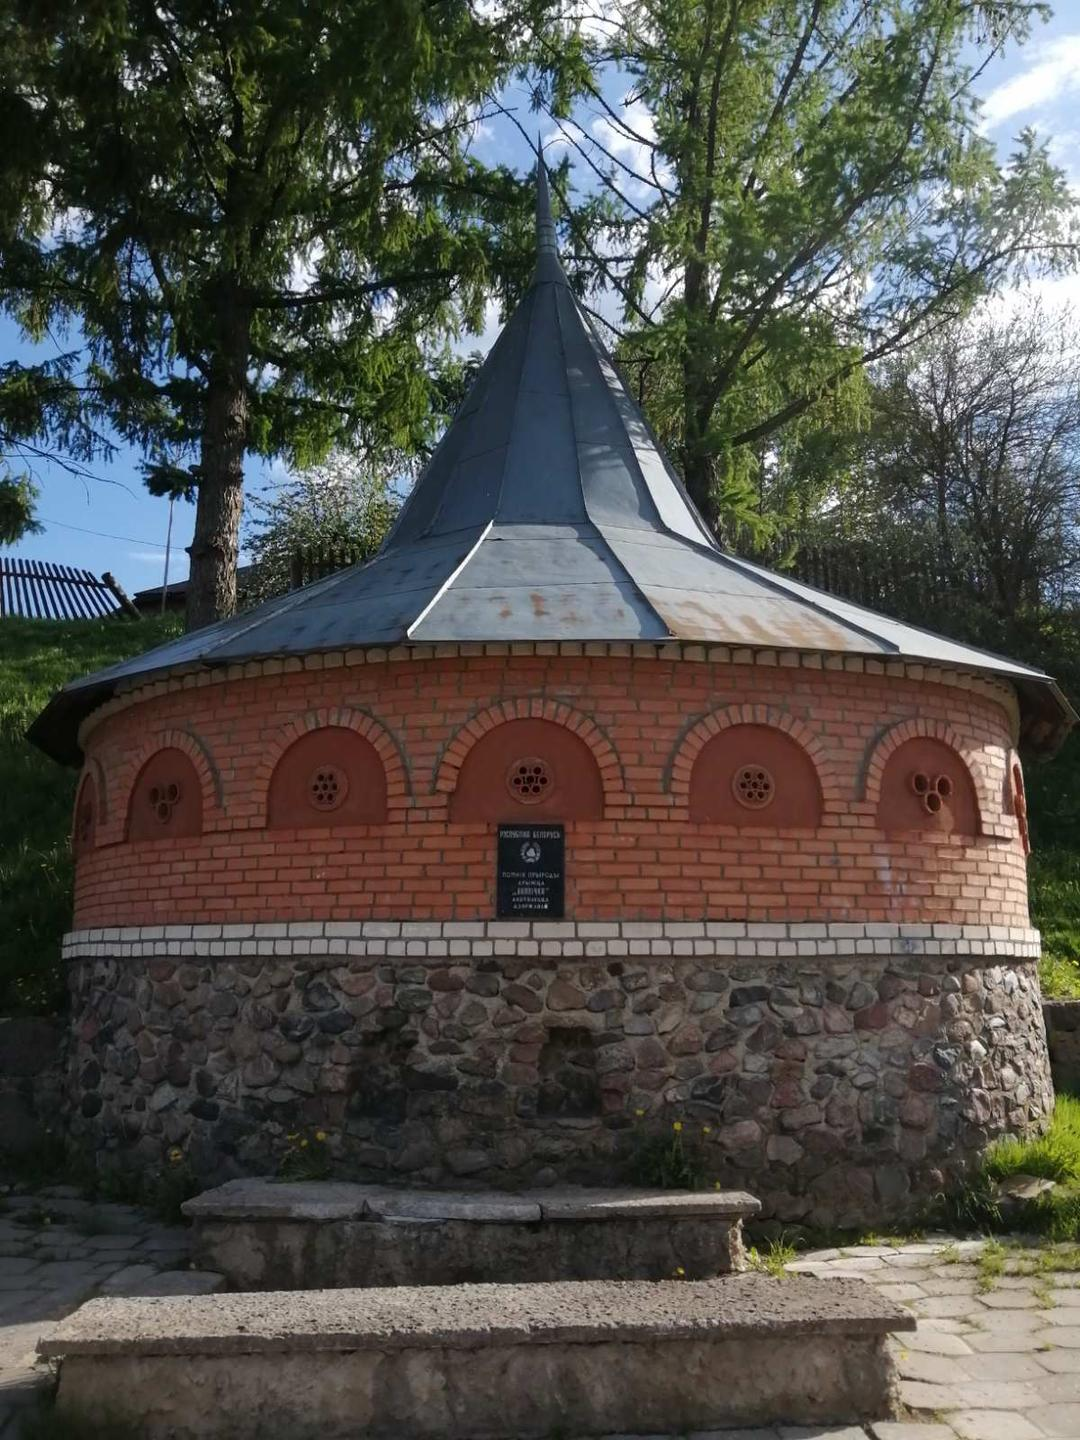 РЭСПУБЛІКА БЕЛАРУСЬ
ПОМНІК ПРЫРОДЫ
КРЫНІЦА
АХОЎВАЕЦЦА
ДЗЯРЖАВАЙ